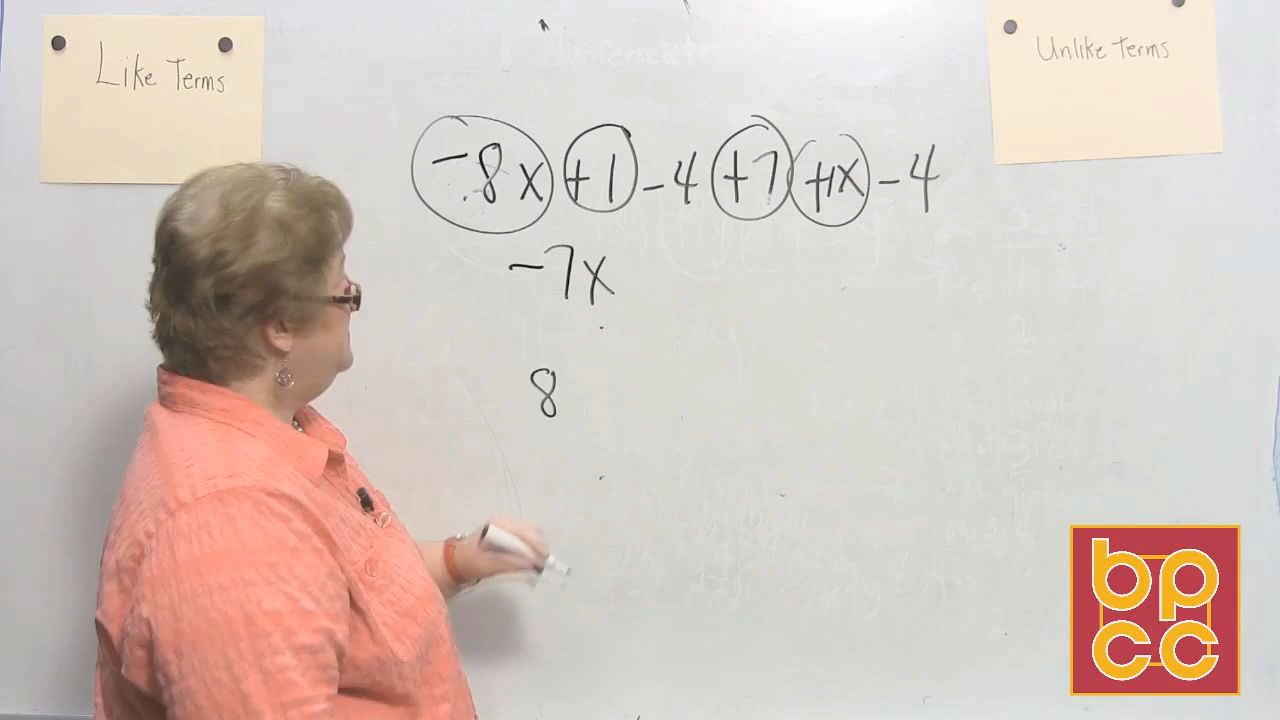 Like Terms
Unlike Terms
-8x +1 -4 +7 +1x -4
-7x
8
bp
cc